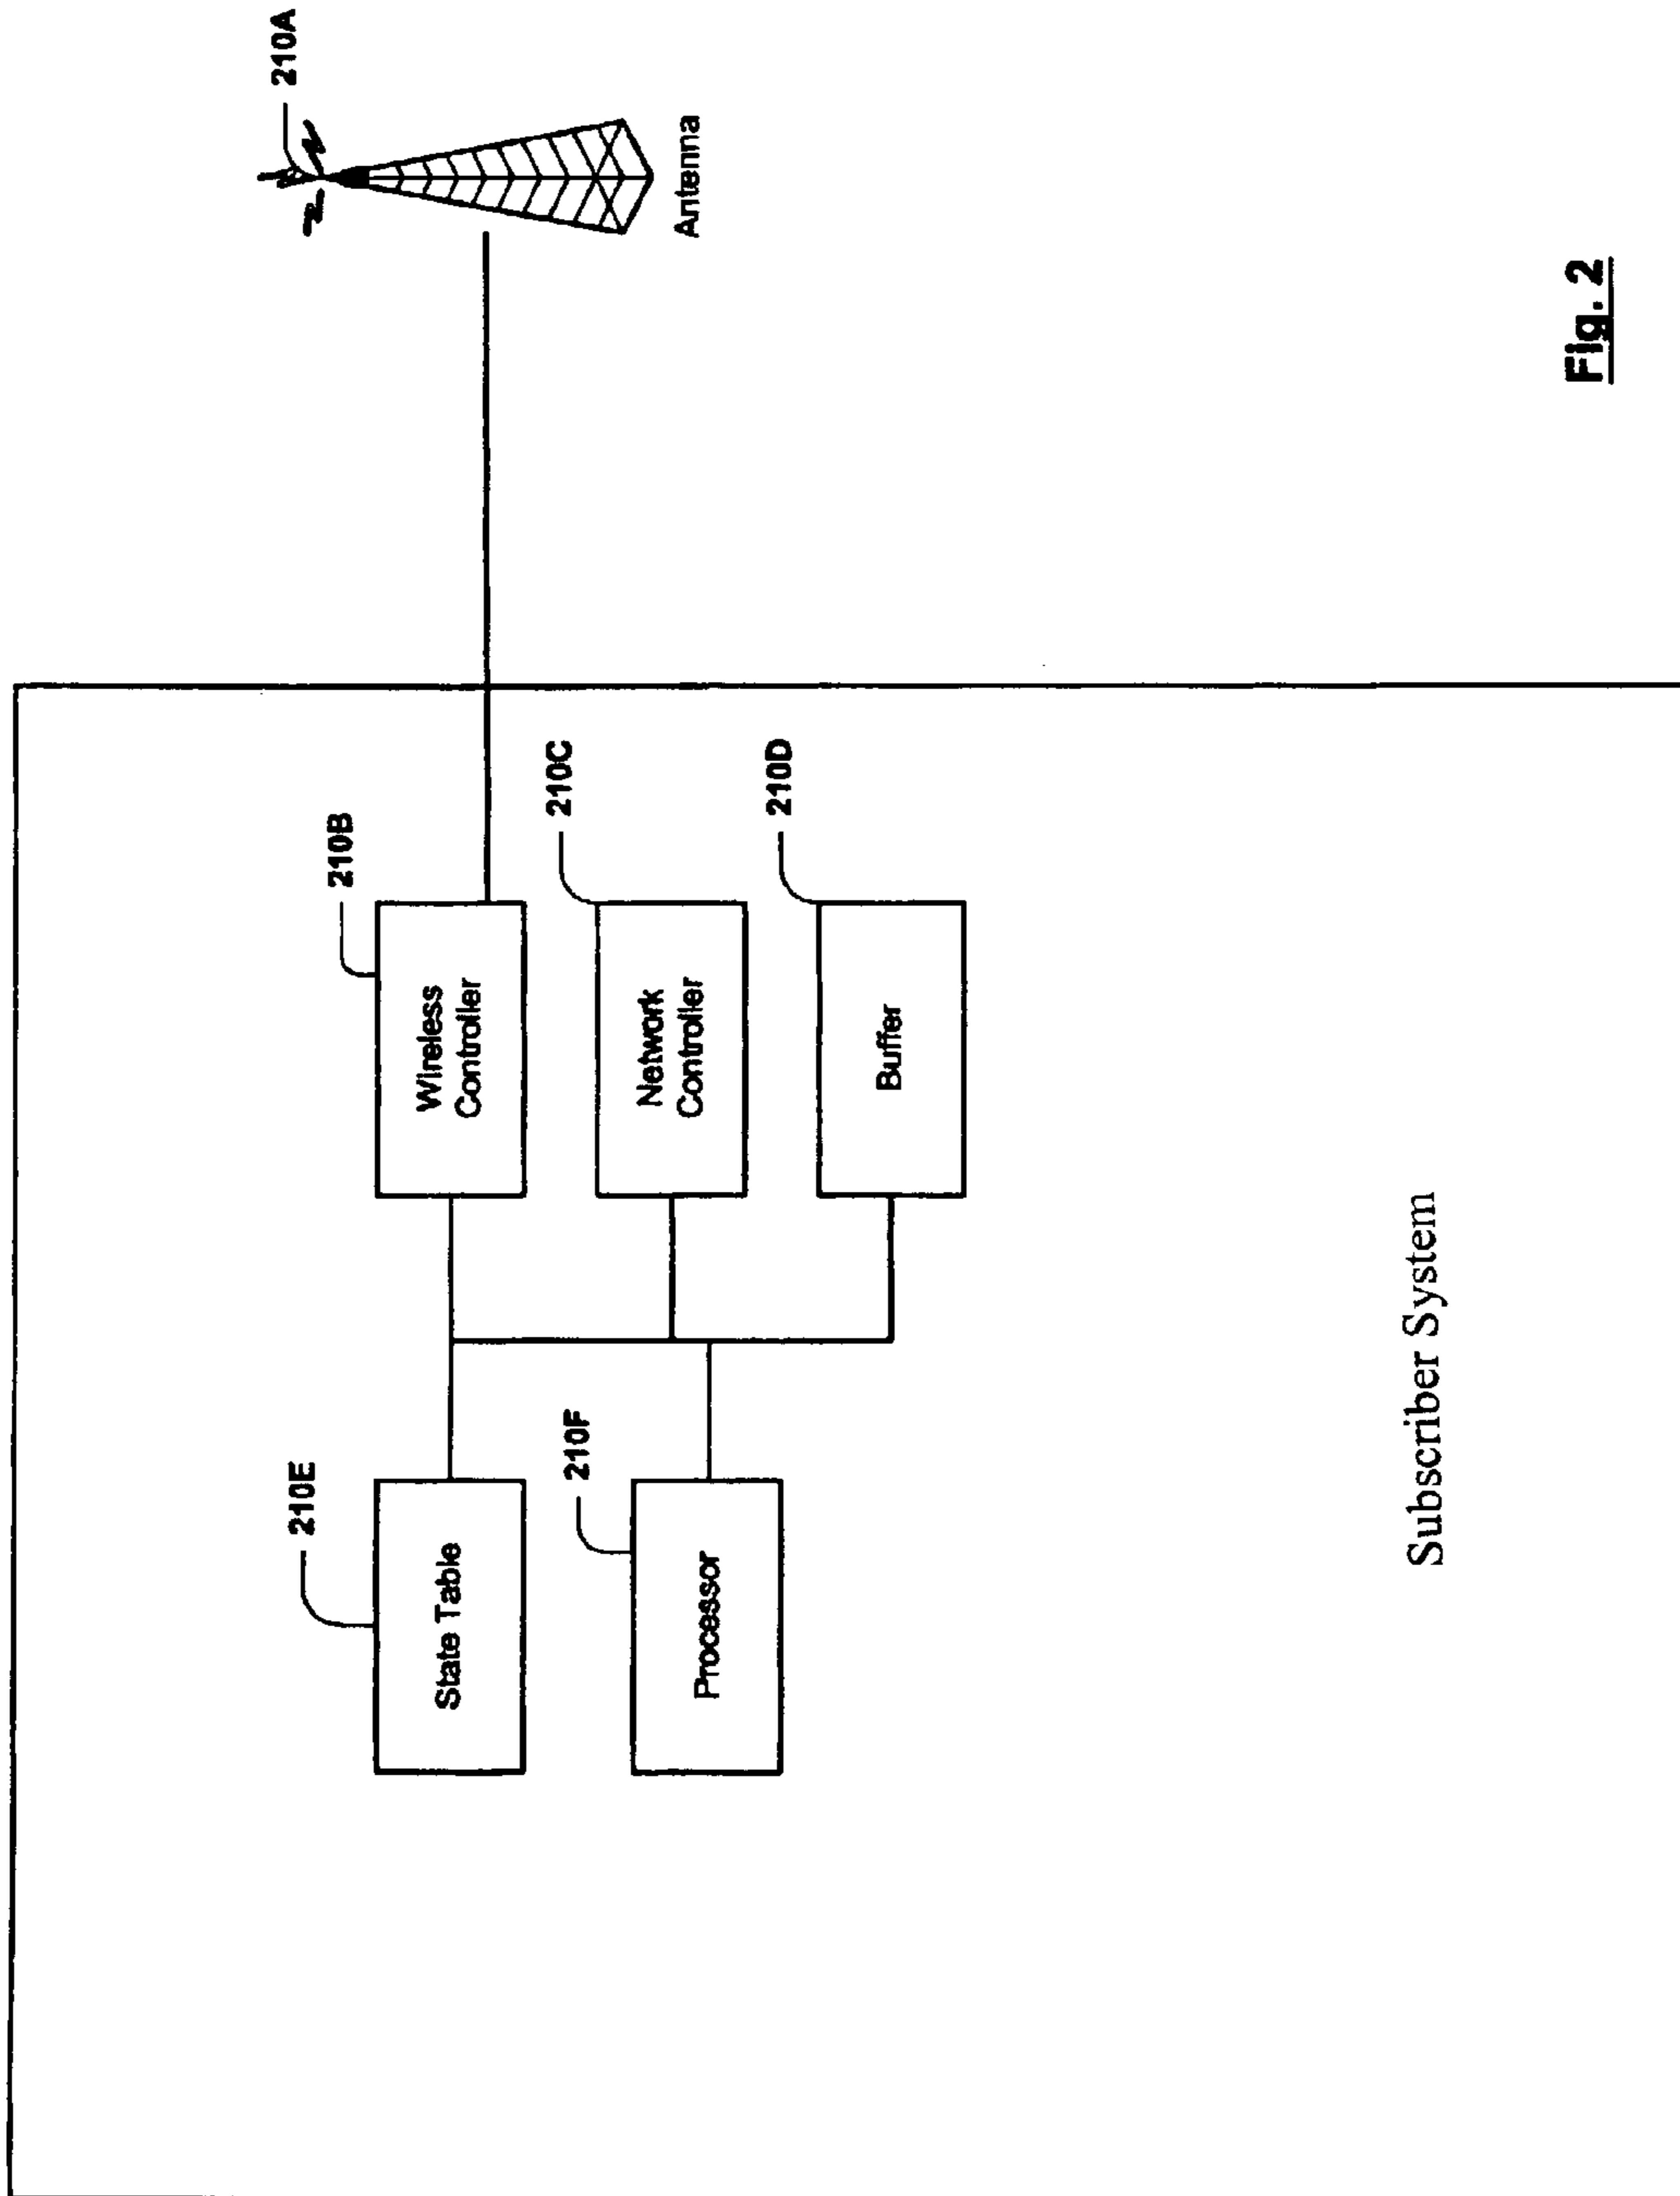 210A
Antenna
210B
Wireless
Controller
210C
Network
Controller
210D
Buffer
210E
State Table
210F
Processor
Subscriber System
Fig. 2